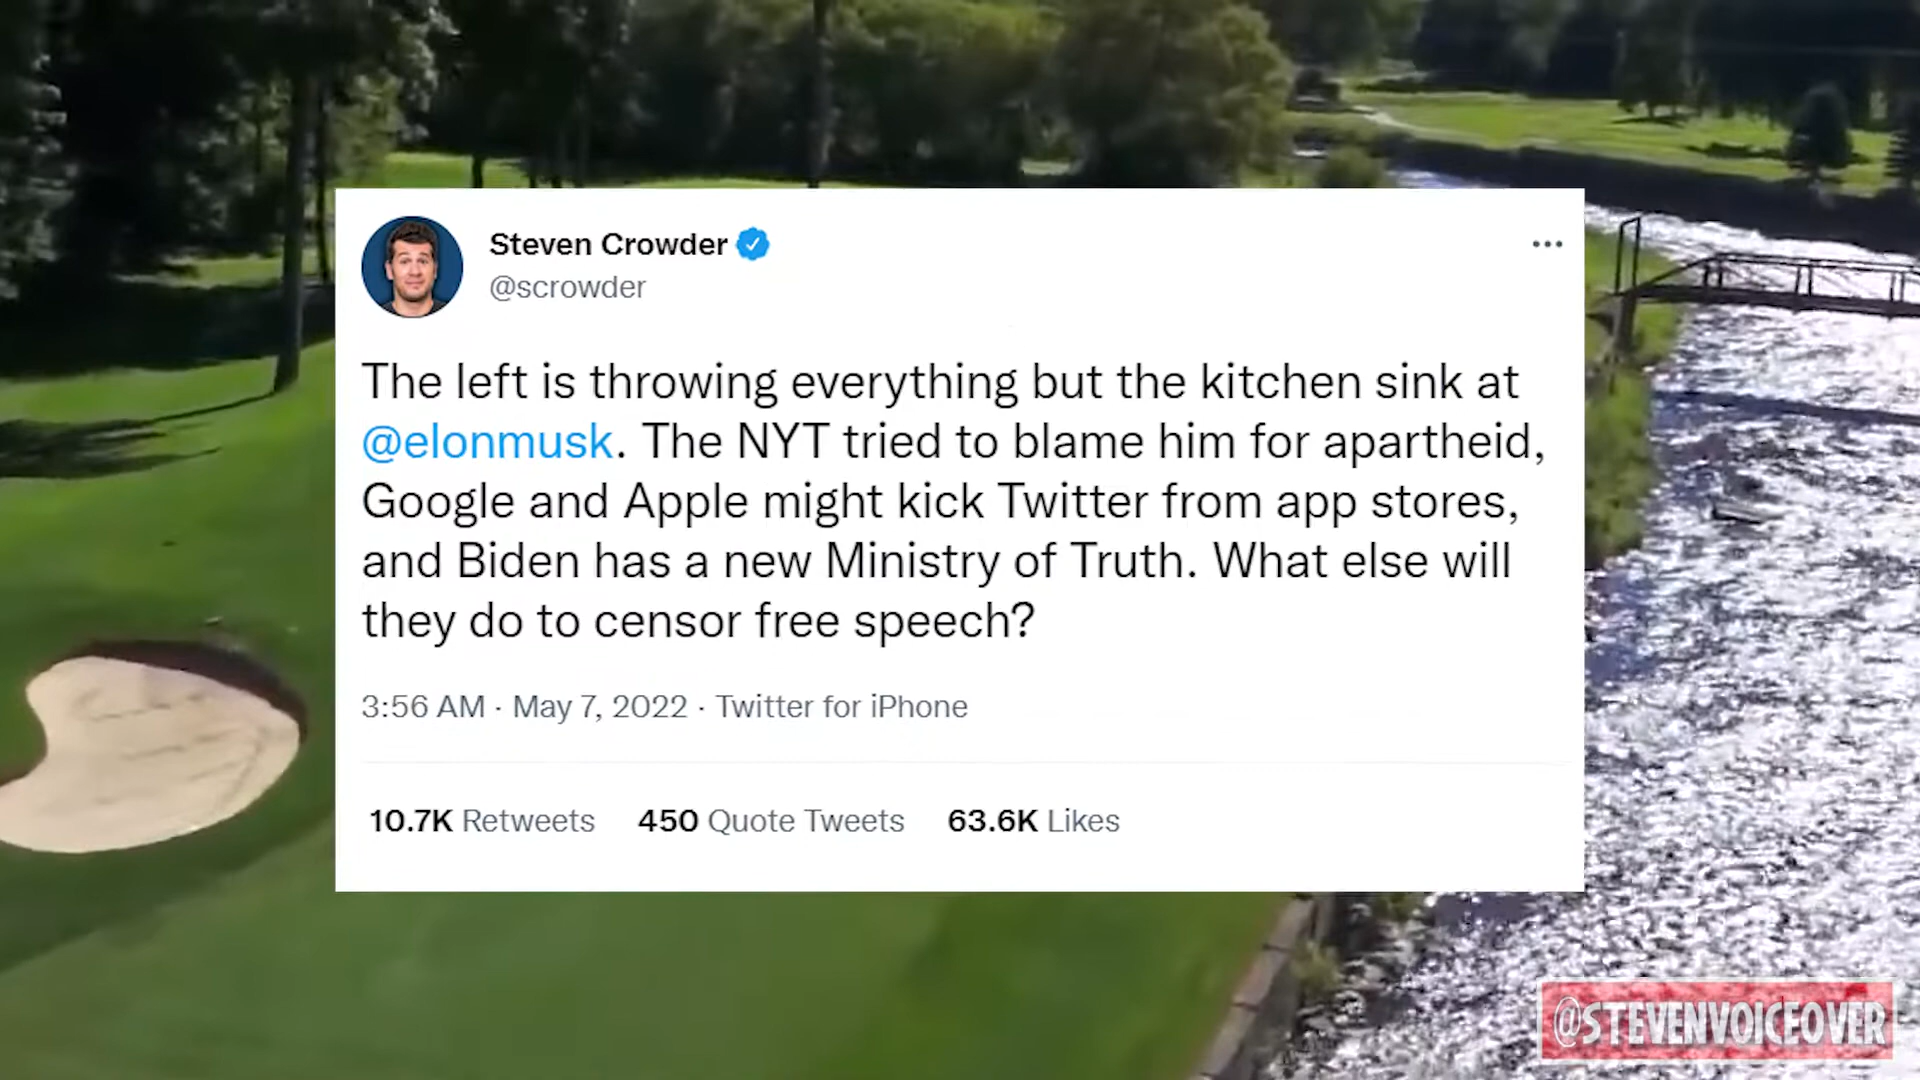 Steven Crowder
@scrowder
The left is throwing everything but the kitchen sink at
@elonmusk. The NYT tried to blame him for apartheid,
Google and Apple might kick Twitter from app stores,
and Biden has a new Ministry of Truth. What else will
they do to censor free speech?
3:56 AM · May 7, 2022 · Twitter for iPhone
10.7K Retweets 450 Quote Tweets 63.6K Likes
@STEVENVOICEOVER